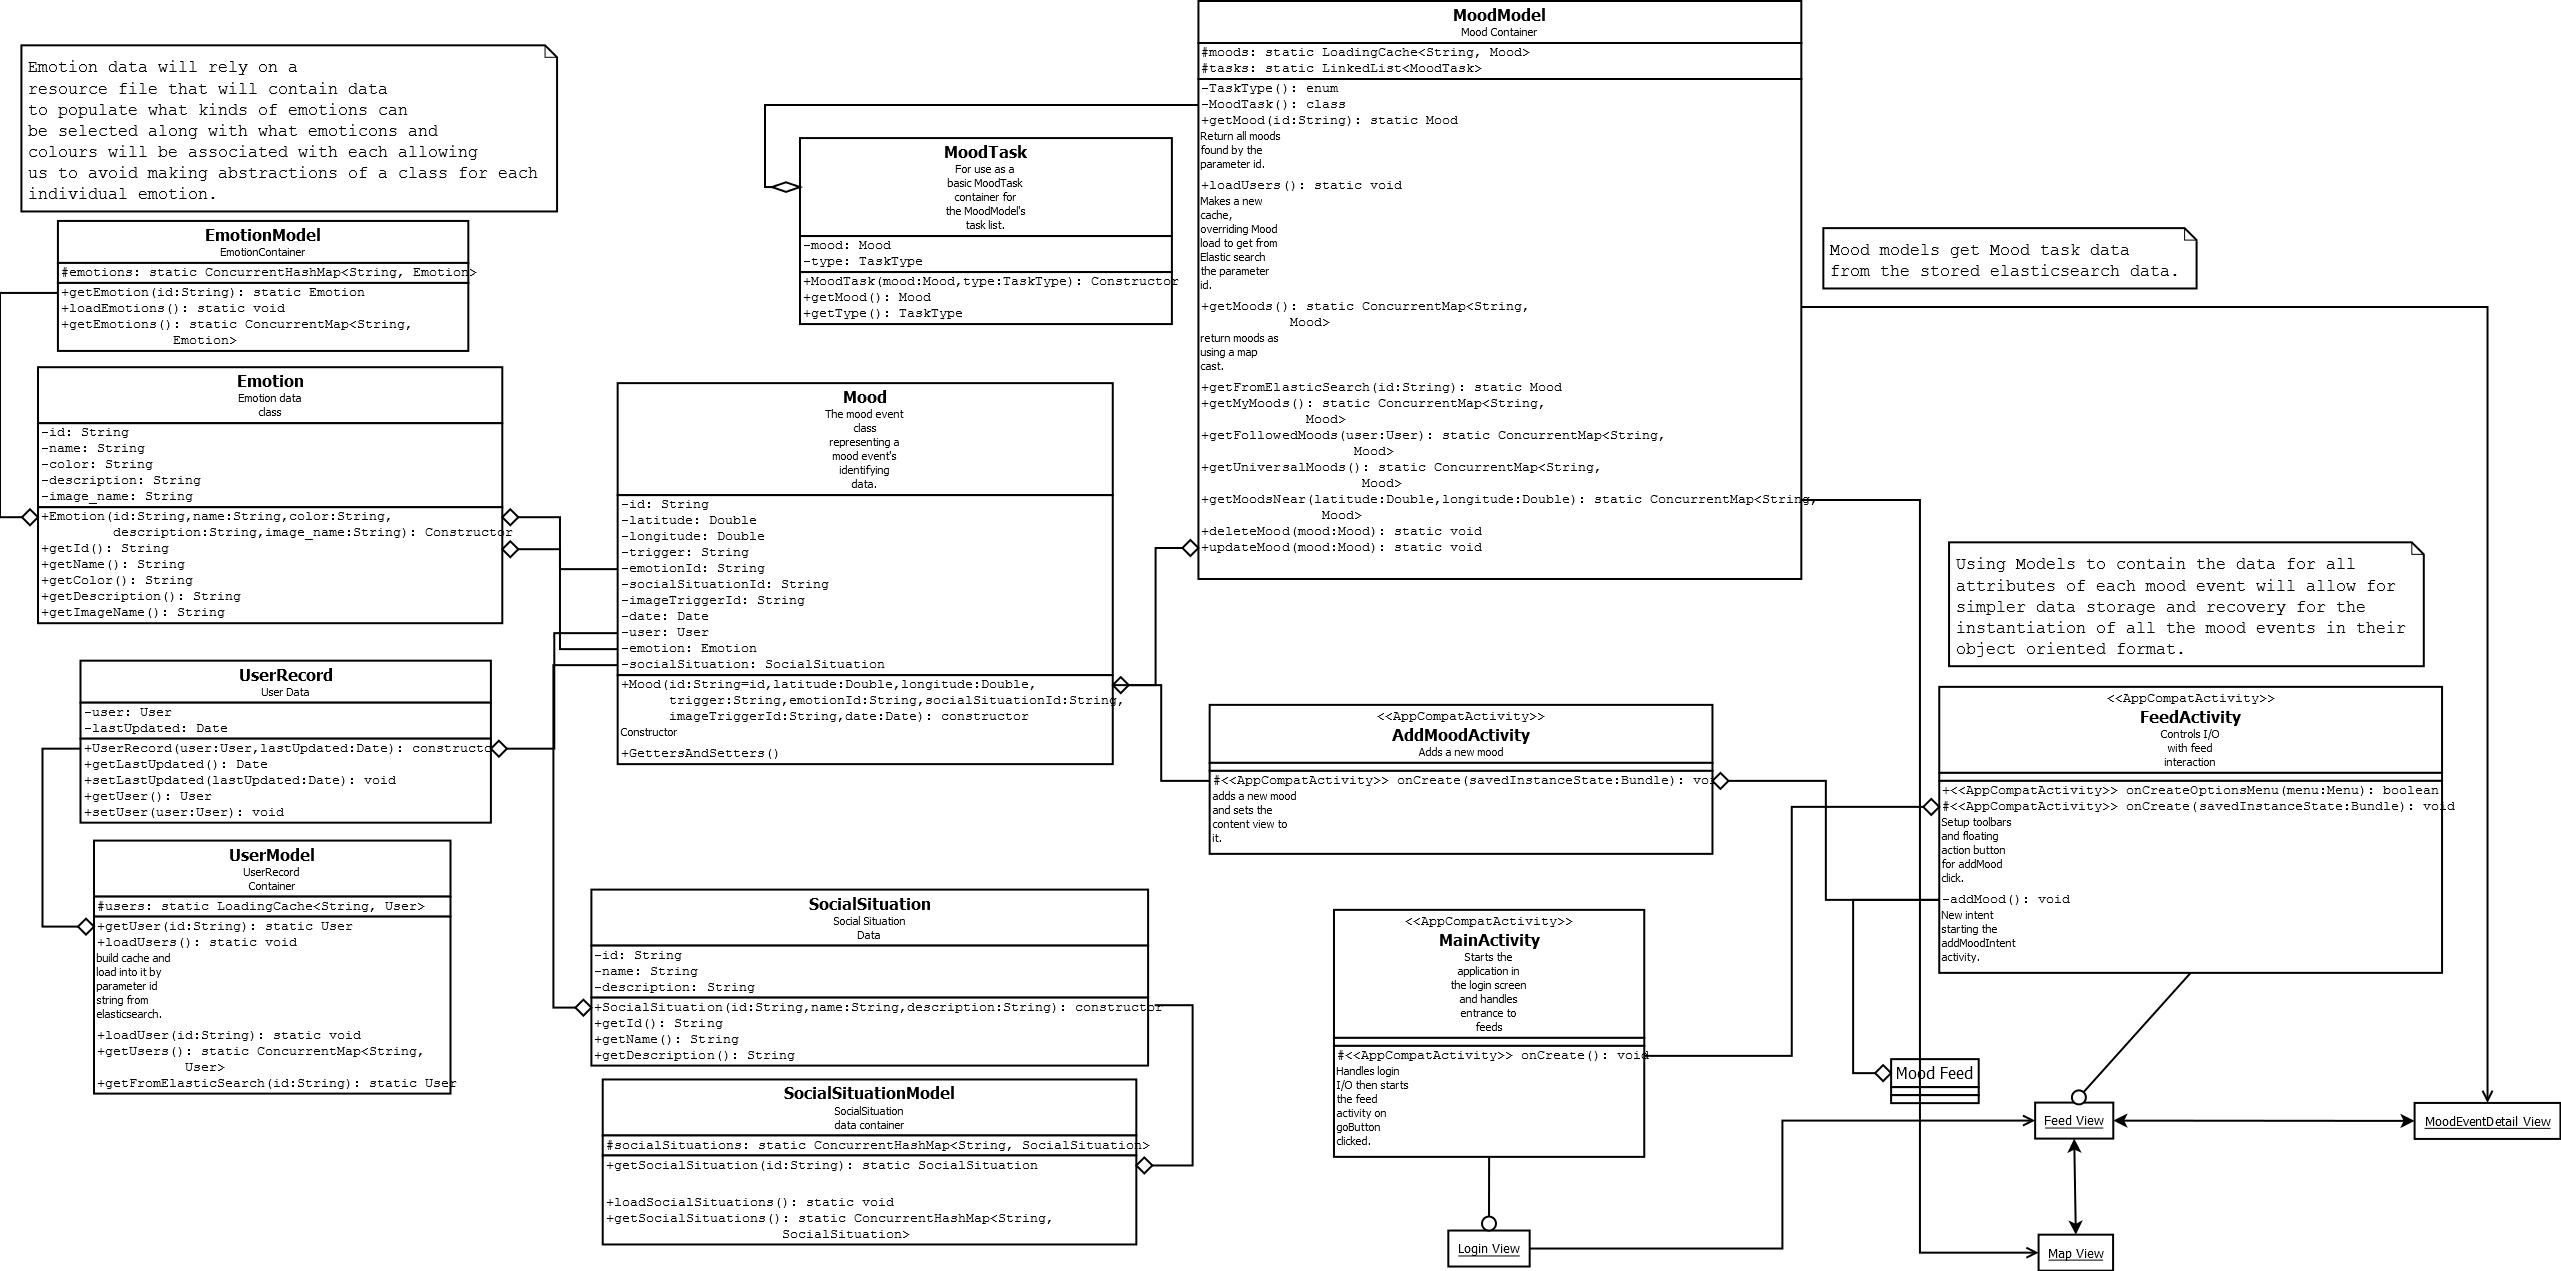 Emotion data will rely on a
resource file that will contain data
to populate what kinds of emotions can
be selected along with what emoticons and
colours will be associated with each allowing
us to avoid making abstractions of a class for each
individual emotion.
EmotionModel
EmotionContainer
#emotions: static ConcurrentHashMap<String, Emotion>
+getEmotion(id:String): static Emotion
+loadEmotions(): static void
+getEmotions(): static ConcurrentMap<String,
Emotion>
Emotion
Emotion data
class
-id: String
-name: String
-color: String
-description: String
-image_name: String
+Emotion(id:String,name:String,color:String,
description:String,image_name:String): Constructor
+getId(): String
+getName(): String
+getColor(): String
+getDescription(): String
+getImageName(): String
UserRecord
User Data
-user: User
-lastUpdated: Date
+UserRecord(user:User,lastUpdated:Date): constructo
+getLastUpdated(): Date
+setLastUpdated(lastUpdated:Date): void
+getUser(): User
+setUser(user:User): void
UserModel
UserRecord
Container
#users: static LoadingCache<String, User>
+getUser(id:String): static User
+loadUsers(): static void
build cache and
load into it by
parameter id
string from
elasticsearch.
+loadUser(id:String): static void
+getUsers(): static ConcurrentMap<String,
User>
+getFromElasticSearch(id:String): static User
MoodTask
For use as a
basic MoodTask
container for
the MoodModel's
task list.
-mood: Mood
-type: TaskType
+MoodTask(mood:Mood,type:TaskType): Constructor
+getMood(): Mood
+getType(): TaskType
Mood
The mood event
class
representing a
mood event's
identifying
data.
-id: String
-latitude: Double
-longitude: Double
-trigger: String
-emotionId: String
-socialSituationId: String
-imageTriggerId: String
-date: Date
-user: User
-emotion: Emotion
-socialSituation: SocialSituation
+Mood(id:String=id,latitude:Double,longitude:Double,
trigger:String,emotionId:String,socialSituationId:String,
imageTriggerId:String,date:Date): constructor
Constructor
+GettersAndSetters()
SocialSituation
Social Situation
Data
-id: String
-name: String
-description: String
+SocialSituation(id:String,name:String,description:String): constructor
+getId(): String
+getName(): String
+getDescription(): String
SocialSituationModel
SocialSituation
data container
#socialSituations: static ConcurrentHashMap<String, SocialSituation>
+getSocialSituation(id:String): static SocialSituation
+loadSocialSituations(): static void
+getSocialSituations(): static ConcurrentHashMap<String,
SocialSituation>
MoodModel
Mood Container
#moods: static LoadingCache<String, Mood>
#tasks: static LinkedList<MoodTask>
-TaskType(): enum
-MoodTask(): class
+getMood(id:String): static Mood
Return all moods
found by the
parameter id.
+loadUsers(): static void
Makes a new
cache,
overriding Mood
load to get from
Elastic search
the parameter
id.
+getMoods(): static ConcurrentMap<String,
Mood>
return moods as
using a map
cast.
+getFromElasticSearch(id:String): static Mood
+getMyMoods(): static ConcurrentMap<String,
Mood>
+getFollowedMoods(user:User): static ConcurrentMap<String,
Mood>
+getUniversalMoods(): static ConcurrentMap<String,
Mood>
+getMoodsNear(latitude:Double,longitude:Double): static ConcurrentMap<String,
Mood>
+deleteMood(mood:Mood): static void
+updateMood(mood:Mood): static void
Mood models get Mood task data
from the stored elasticsearch data.
Using Models to contain the data for all
attributes of each mood event will allow for
simpler data storage and recovery for the
instantiation of all the mood events in their
object oriented format.
<<AppCompatActivity>>
AddMoodActivity
Adds a new mood
#<<AppCompatActivity>> onCreate(savedInstanceState:Bundle): vo
adds a new mood
and sets the
content view to
it.
<<AppCompatActivity>>
MainActivity
Starts the
application in
the login screen
and handles
entrance to
feeds
#<<AppCompatActivity>> onCreate(): void
Handles login
I/O then starts
the feed
activity on
goButton
clicked.
<<AppCompatActivity>>
FeedActivity
Controls I/O
with feed
interaction
+<<AppCompatActivity>> onCreateOptionsMenu(menu:Menu): boolean
#<<AppCompatActivity>> onCreate(savedInstanceState:Bundle): void
Setup toolbars
and floating
action button
for addMood
click.
-addMood(): void
New intent
starting the
addMoodIntent
activity.
Mood Feed
Feed View
MoodEventDetail View
Login View
Map View